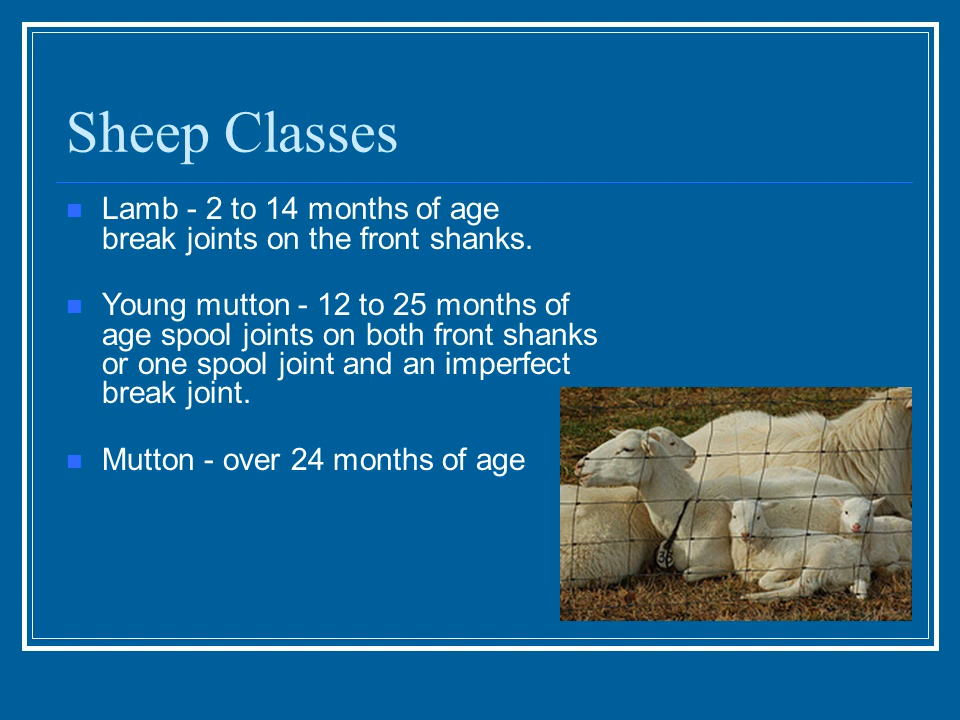 Sheep Classes
Lamb - 2 to 14 months of age
break joints on the front shanks.
Young mutton - 12 to 25 months of
age spool joints on both front shanks
or one spool joint and an imperfect
break joint.
Mutton - over 24 months of age
36